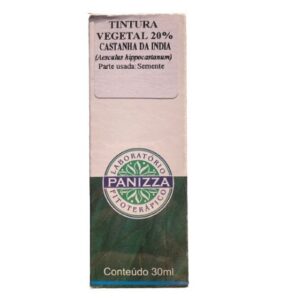 TINTURA
VEGETAL 20%
CASTANHA DA INDIA
(Aesculus hippocastanum)
Parte usada: Semente
LABORATÓRIO
PANIZZA
FITOTERÁPICO
Conteúdo 30ml